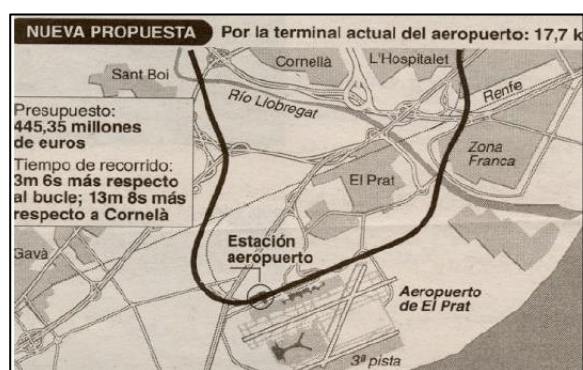 NUEVA PROPUESTA
Por la terminal actual del aeropuerto: 17,7 k
Sant Boi
Cornellà
L'Hospitalet
Río Llobregat
Renfe
Presupuesto:
445,35 millones
de euros
Tiempo de recorrido:
3m 6s más respecto
al bucle; 13m 8s más
respecto a Cornelà
Zona
Franca
El Prat
Gavà
Estación
aeropuerto
Aeropuerto
de El Prat
3ª pista